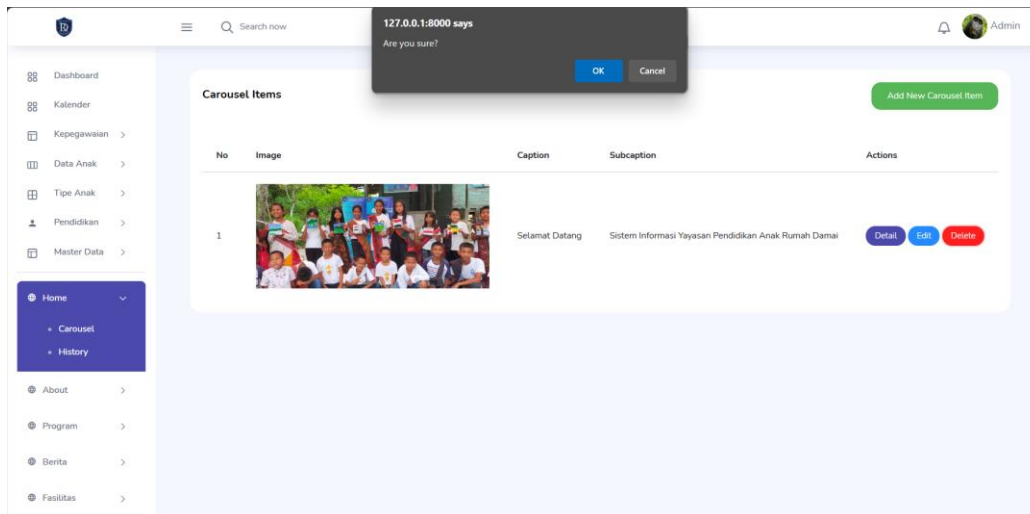 Search now
127.0.0.1:8000 says
Are you sure?
OK Cancel
Admin
Dashboard
Kalender
Kepegawaian
Data Anak
Tipe Anak
Pendidikan
Master Data
Home
Carousel
History
About
Program
Berita
Fasilitas
Carousel Items
Add New Carousel Item
No Image Caption Subcaption Actions
1 Selamat Datang Sistem Informasi Yayasan Pendidikan Anak Rumah Damai Detail Edit Delete